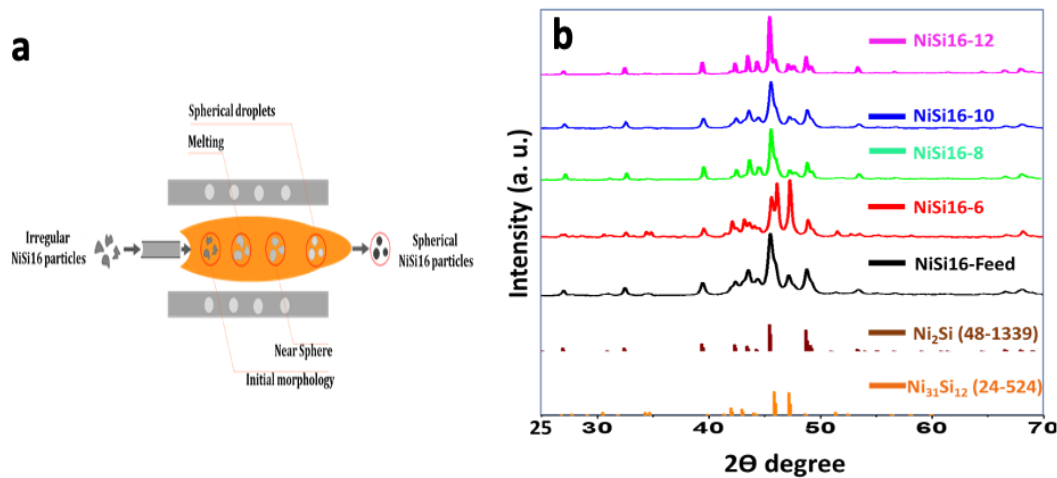 a
Spherical droplets
Melting
Irregular
NiSi16 particles
Spherical
NiSi16 particles
Near Sphere
Initial morphology
b
Intensity (a. u.)
NiSi16-12
NiSi16-10
NiSi16-8
NiSi16-6
NiSi16-Feed
Ni₂Si (48-1339)
Ni₃₁Si₁₂ (24-524)
25 30 40 50 60 70
2ϴ degree